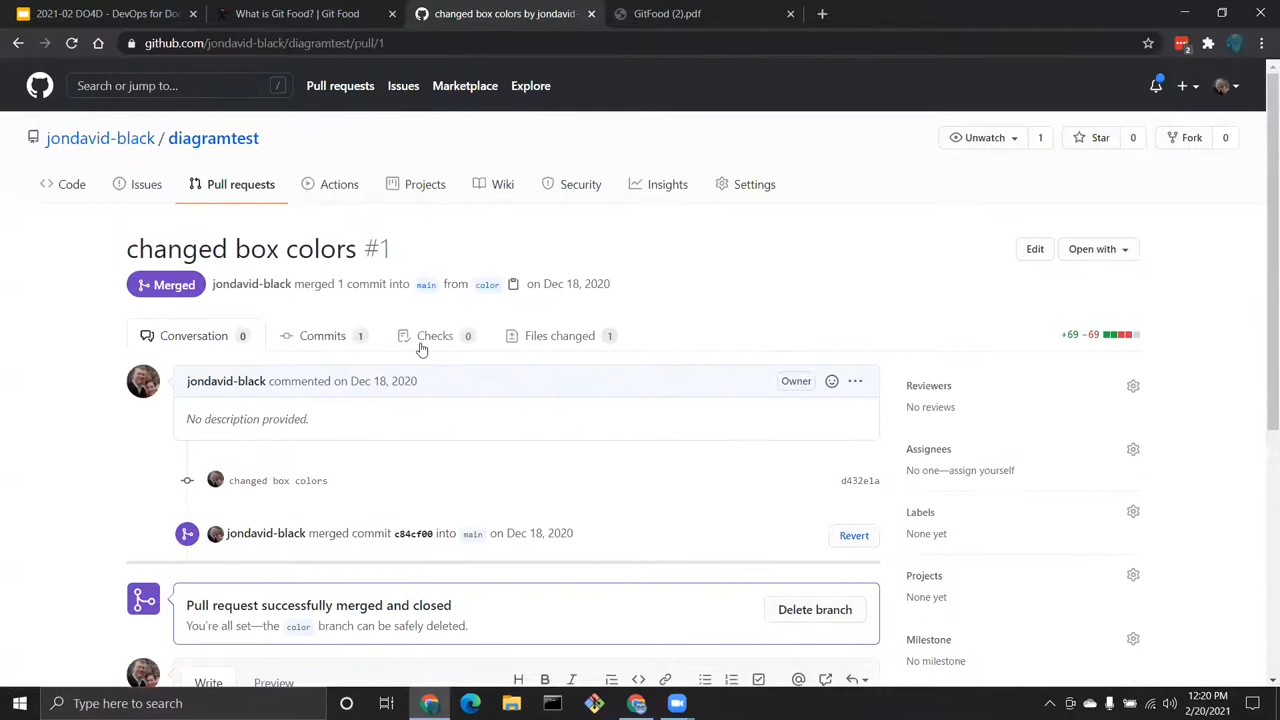 2021-02 DO4D - DevOps for Do
What is Git Food? | Git Food
changed box colors by jondavid-
GitFood (2).pdf
github.com/jondavid-black/diagramtest/pull/1
2
Search or jump to...
/
Pull requests
Issues
Marketplace
Explore
jondavid-black / diagramtest
Unwatch 1
Star 0
Fork 0
Code
Issues
Pull requests
Actions
Projects
Wiki
Security
Insights
Settings
changed box colors #1
Edit
Open with
Merged
jondavid-black merged 1 commit into main from color on Dec 18, 2020
Conversation 0
Commits 1
Checks 0
Files changed 1
+69 −69
jondavid-black commented on Dec 18, 2020
Owner
No description provided.
changed box colors
d432e1a
jondavid-black merged commit c84cf00 into main on Dec 18, 2020
Revert
Pull request successfully merged and closed
You're all set—the color branch can be safely deleted.
Delete branch
Write
Preview
H B I
Reviewers
No reviews
Assignees
No one—assign yourself
Labels
None yet
Projects
None yet
Milestone
No milestone
Type here to search
12:20 PM
2/20/2021